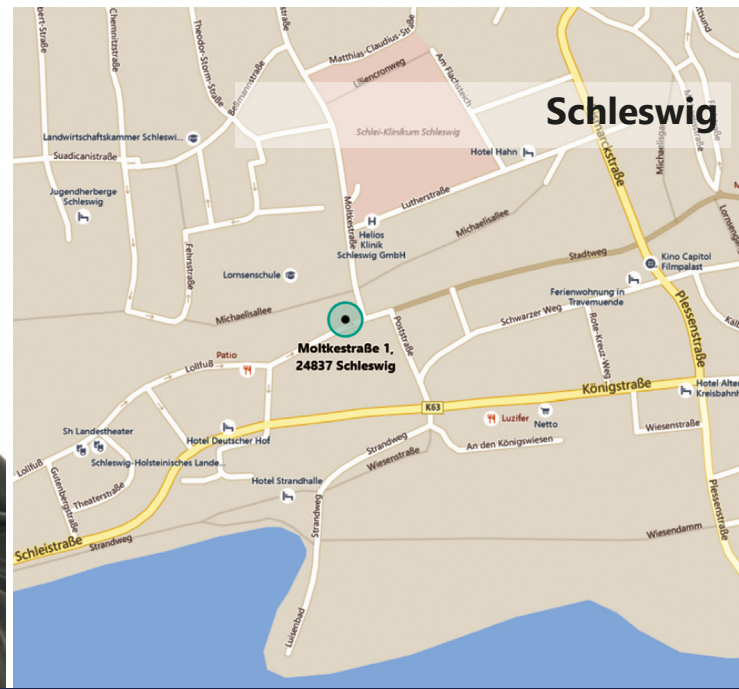 Schleswig
Chemnitzstraße
Theodor-Storm-Straße
Bellmannstraße
Matthias-Claudius-Straße
Liliencronweg
Am Flachsteich
Schlei-Klinikum Schleswig
Landwirtschaftskammer Schleswi...
Suadicanistraße
Hotel Hahn
Jugendherberge
Schleswig
Moltkestraße
Lutherstraße
Michaelisallee
Helios
Klinik
Schleswig GmbH
Fehrsstraße
Lornsenschule
Stadtweg
Kino Capitol
Filmpalast
Ferienwohnung in
Travemuende
Michaelisallee
Schwarzer Weg
Plessenstraße
Poststraße
Rote-Kreuz-Weg
Moltkestraße 1,
24837 Schleswig
Patio
Lollfuß
Königstraße
K63
Hotel Alter
Kreisbahnh
Luzifer
Netto
Sh Landestheater
Hotel Deutscher Hof
Strandweg
An den Königswiesen
Wiesenstraße
Wiesenstraße
Schleswig-Holsteinisches Lande...
Lollfuß
Gutenbergstraße
Theaterstraße
Hotel Strandhalle
Strandweg
Plessenstraße
Wiesendamm
Schleistraße
Strandweg
Luisenbad